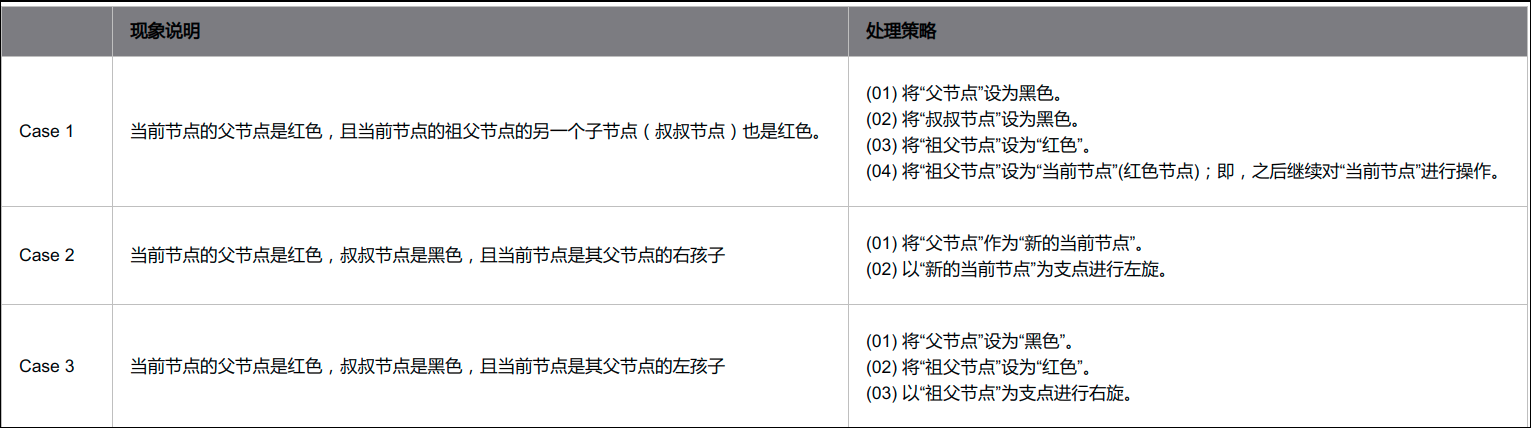 现象说明 处理策略
Case 1
当前节点的父节点是红色，且当前节点的祖父节点的另一个子节点（叔叔节点）也是红色。
(01) 将“父节点”设为黑色。
(02) 将“叔叔节点”设为黑色。
(03) 将“祖父节点”设为“红色”。
(04) 将“祖父节点”设为“当前节点”(红色节点)；即，之后继续对“当前节点”进行操作。
Case 2
当前节点的父节点是红色，叔叔节点是黑色，且当前节点是其父节点的右孩子
(01) 将“父节点”作为“新的当前节点”。
(02) 以“新的当前节点”为支点进行左旋。
Case 3
当前节点的父节点是红色，叔叔节点是黑色，且当前节点是其父节点的左孩子
(01) 将“父节点”设为“黑色”。
(02) 将“祖父节点”设为“红色”。
(03) 以“祖父节点”为支点进行右旋。